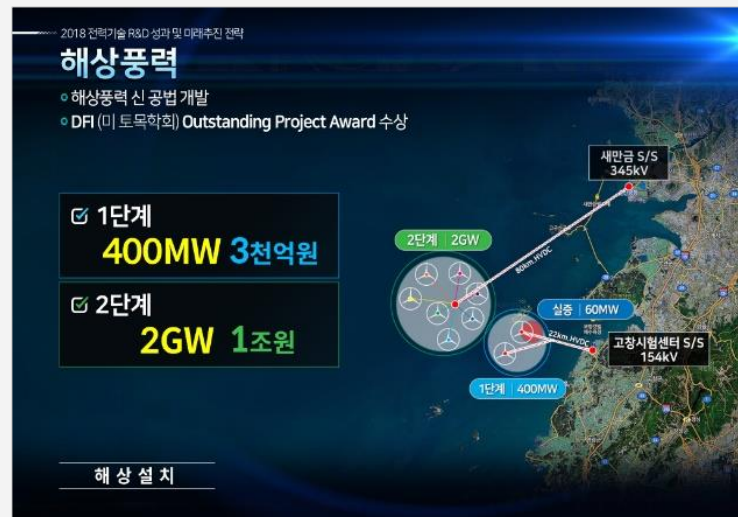 2018 전력기술 R&D 성과 및 미래추진 전략
해상풍력
해상풍력 신 공법 개발
DFI (미 토목학회) Outstanding Project Award 수상
1단계
400MW 3천억원
2단계
2GW 1조원
새만금 S/S
345kV
2단계 | 2GW
80km.HVDC
실증 | 60MW
22km.HVDC
고창시험센터 S/S
154kV
1단계 | 400MW
해상설치